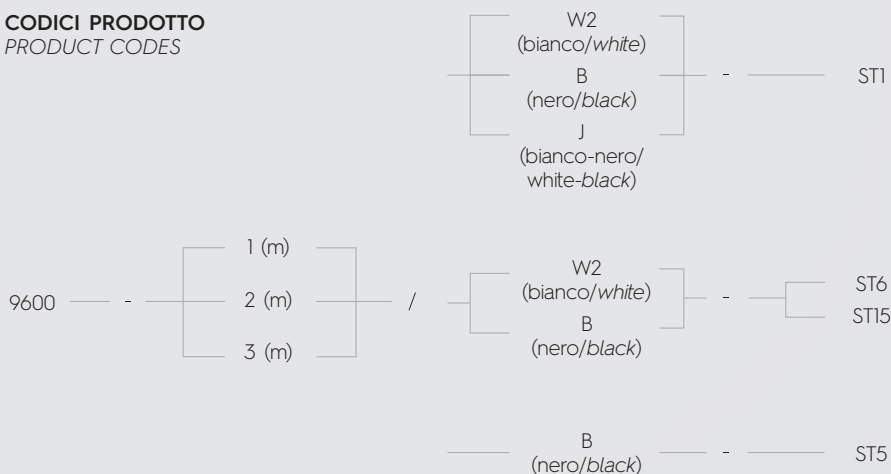 CODICI PRODOTTO
PRODUCT CODES
W2
(bianco/white)
B
(nero/black)
J
(bianco-nero/
white-black)
-
ST1
9600
-
1 (m)
2 (m)
3 (m)
/
W2
(bianco/white)
B
(nero/black)
-
ST6
ST15
B
(nero/black)
-
ST5